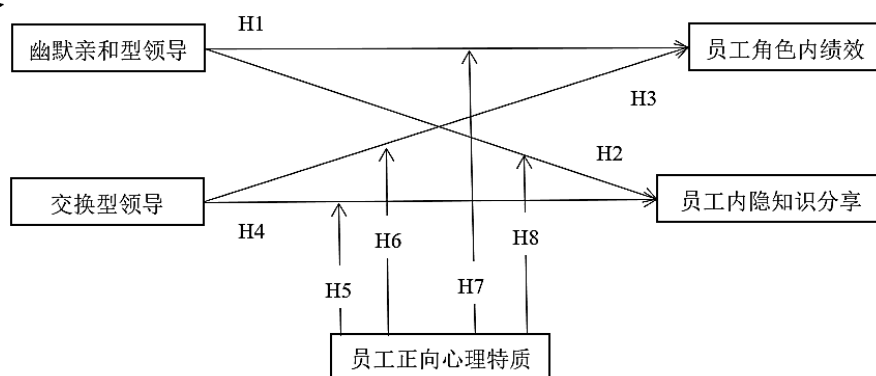 H1
幽默亲和型领导
员工角色内绩效
H3
H2
交换型领导
员工内隐知识分享
H4
H6
H8
H5
H7
员工正向心理特质